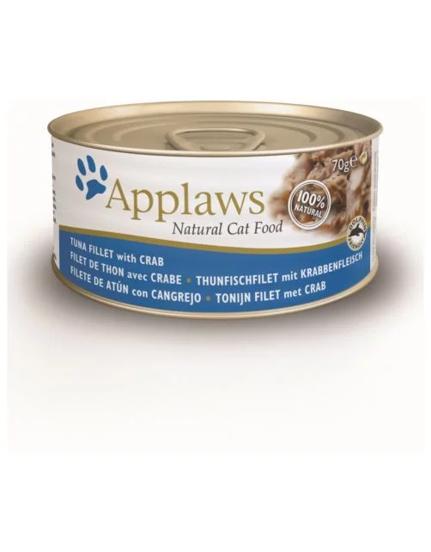 70g e
Applaws
100%
NATURAL
Natural Cat Food
TUNA FILLET with CRAB
FILET DE THON avec CRABE • THUNFISCHFILET mit KRABBENFLEISCH
FILETE DE ATÚN con CANGREJO • TONIJN FILET met CRAB